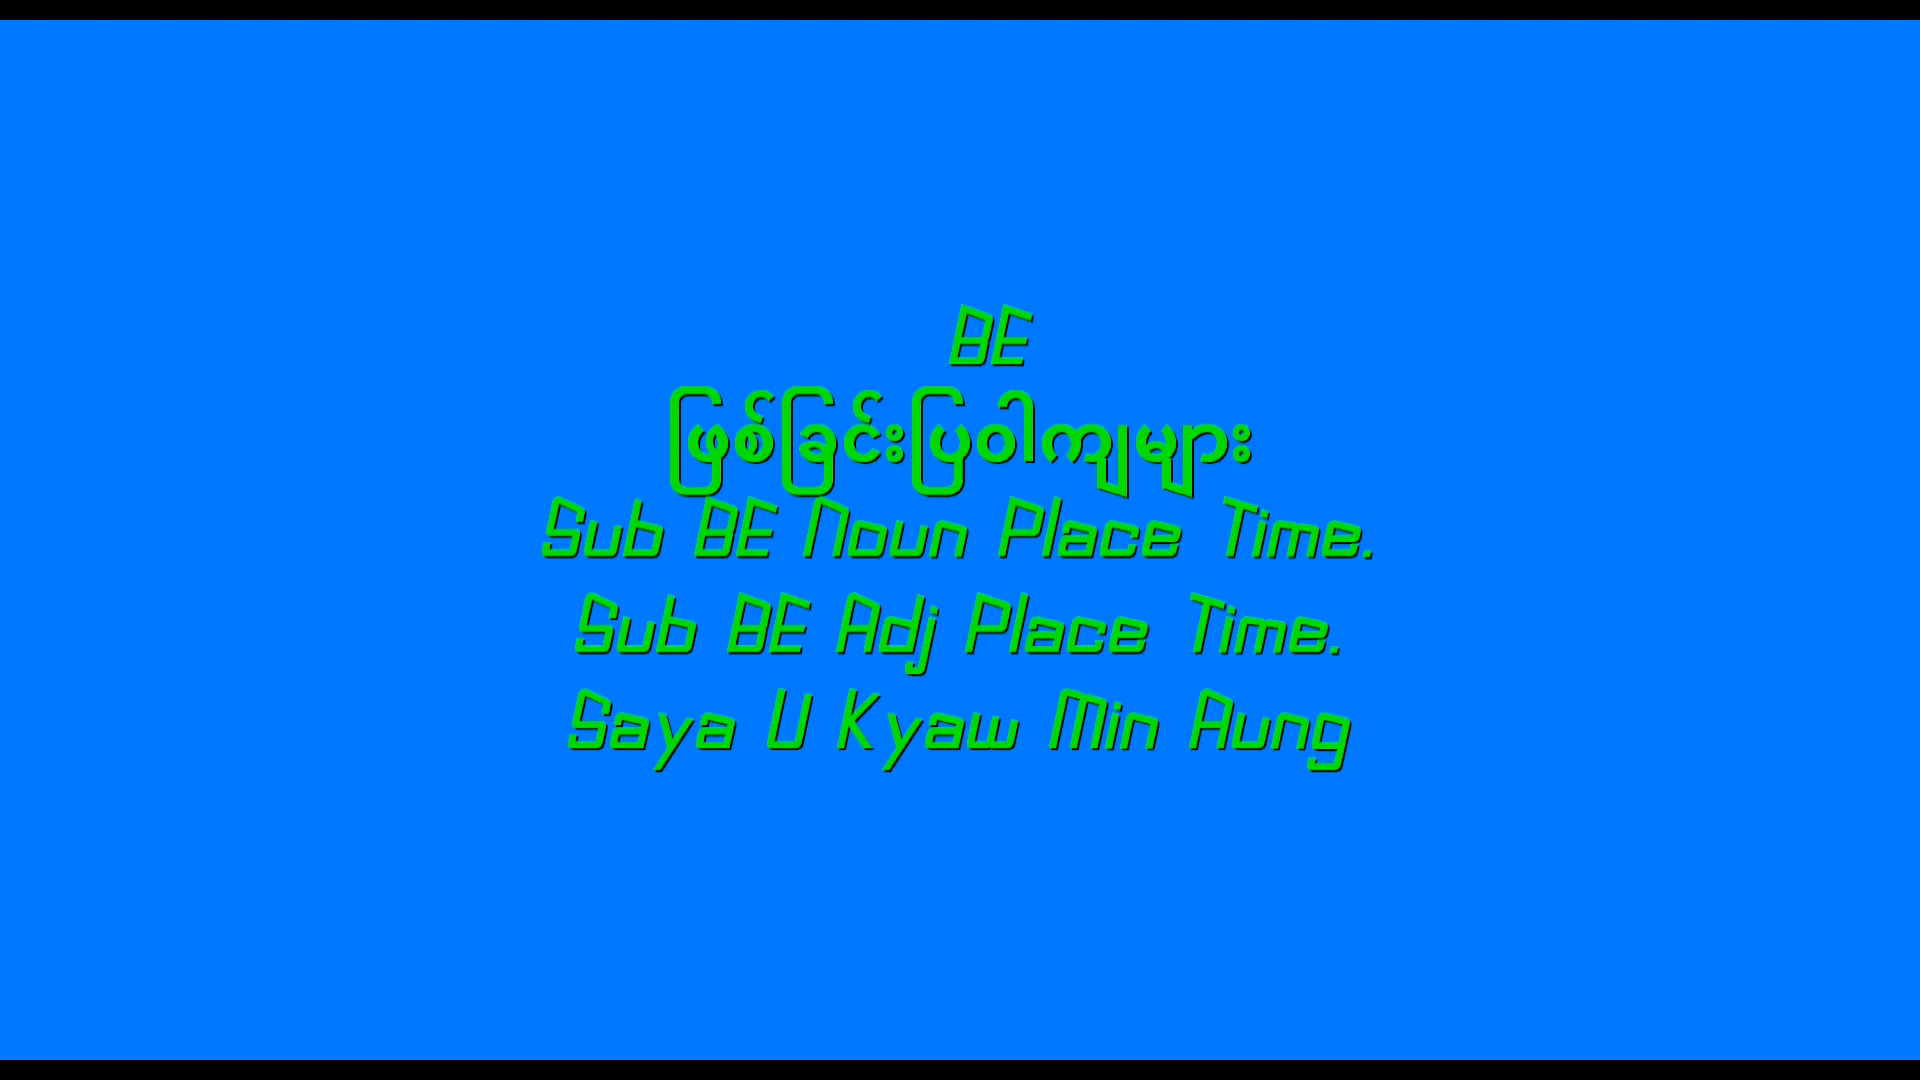 BE
ဖြစ်ခြင်းပြဝါကျများ
Sub BE Noun Place Time.
Sub BE Adj Place Time.
Saya U Kyaw Min Aung